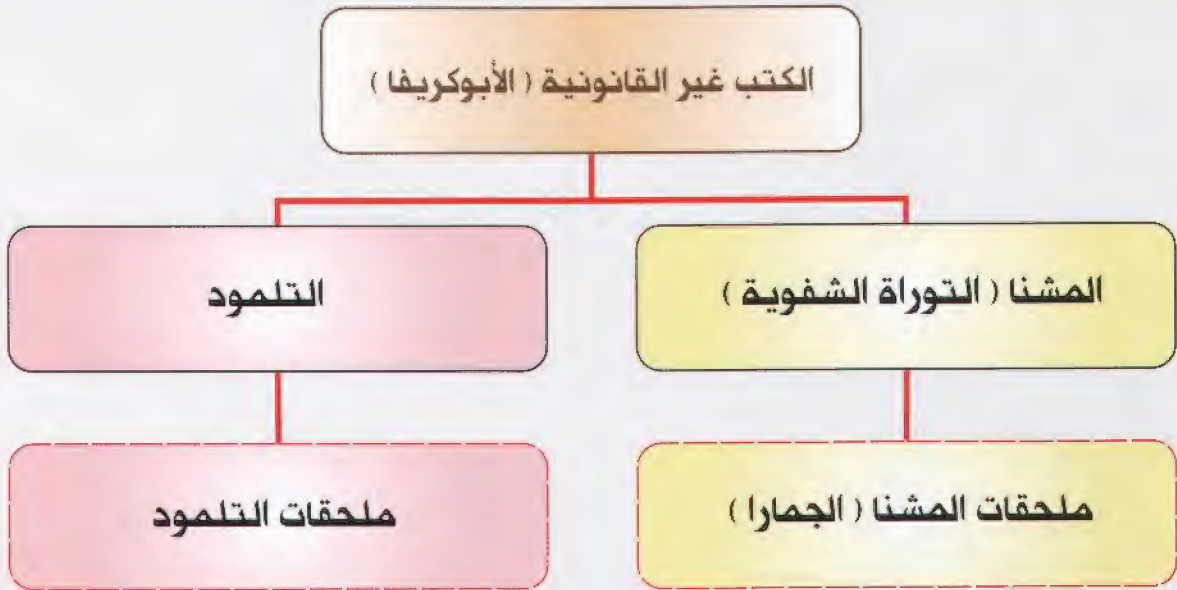 الكتب غير القانونية ( الأبوكريفا )
المشنا ( التوراة الشفوية )
التلمود
ملحقات المشنا ( الجمارا )
ملحقات التلمود